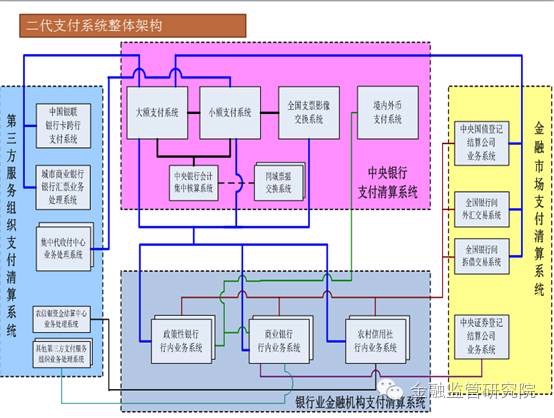 二代支付系统整体架构
第三方服务组织支付清算系统
中国银联
银行卡跨行
支付系统
城市商业银行
银行汇票业务
处理系统
集中代收付中心
业务处理系统
农信银资金结算中心
业务处理系统
其他第三方支付服务
组织业务处理系统
大额支付系统
小额支付系统
全国支票影像
交换系统
境内外币
支付系统
中央银行会计
集中核算系统
同城票据
交换系统
中央银行
支付清算系统
政策性银行
行内业务系统
商业银行
行内业务系统
农村信用社
行内业务系统
银行业金融机构支付清算系统
金融市场支付清算系统
中央国债登记
结算公司
业务系统
全国银行间
外汇交易系统
全国银行间
拆借交易系统
中央证券登记
结算公司
业务系统
金融监管研究院